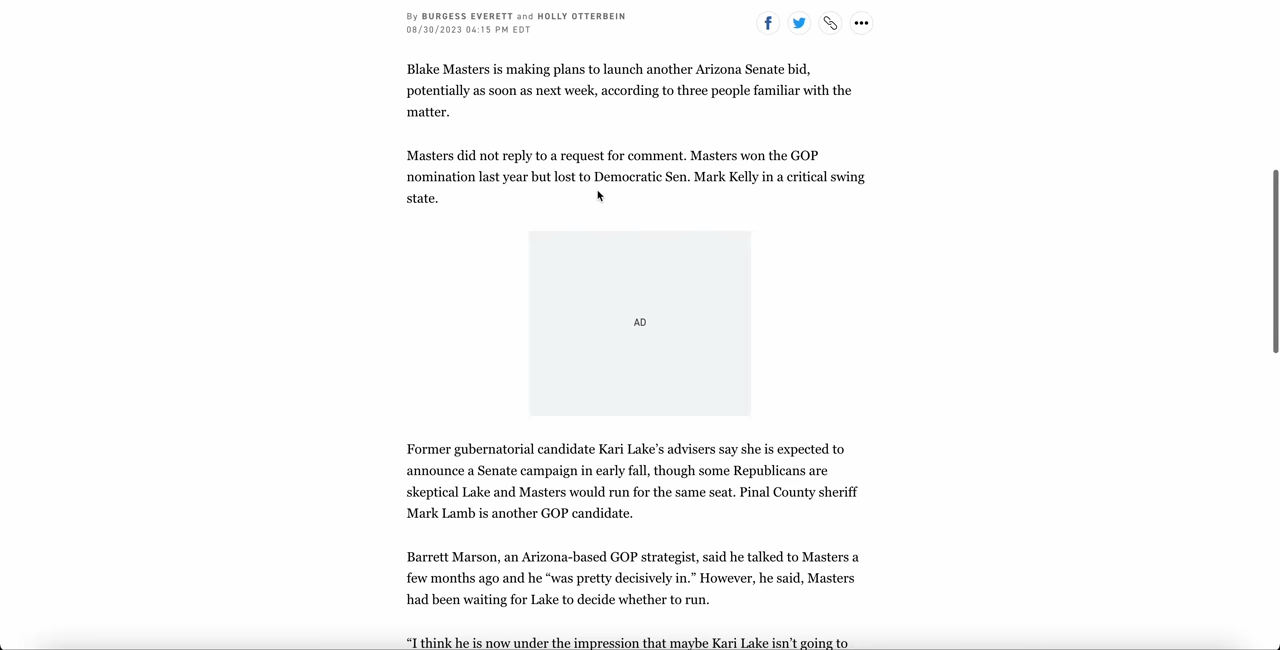 By BURGESS EVERETT and HOLLY OTTERBEIN
08/30/2023 04:15 PM EDT
Blake Masters is making plans to launch another Arizona Senate bid,
potentially as soon as next week, according to three people familiar with the
matter.
Masters did not reply to a request for comment. Masters won the GOP
nomination last year but lost to Democratic Sen. Mark Kelly in a critical swing
state.
AD
Former gubernatorial candidate Kari Lake’s advisers say she is expected to
announce a Senate campaign in early fall, though some Republicans are
skeptical Lake and Masters would run for the same seat. Pinal County sheriff
Mark Lamb is another GOP candidate.
Barrett Marson, an Arizona-based GOP strategist, said he talked to Masters a
few months ago and he “was pretty decisively in.” However, he said, Masters
had been waiting for Lake to decide whether to run.
“I think he is now under the impression that maybe Kari Lake isn’t going to